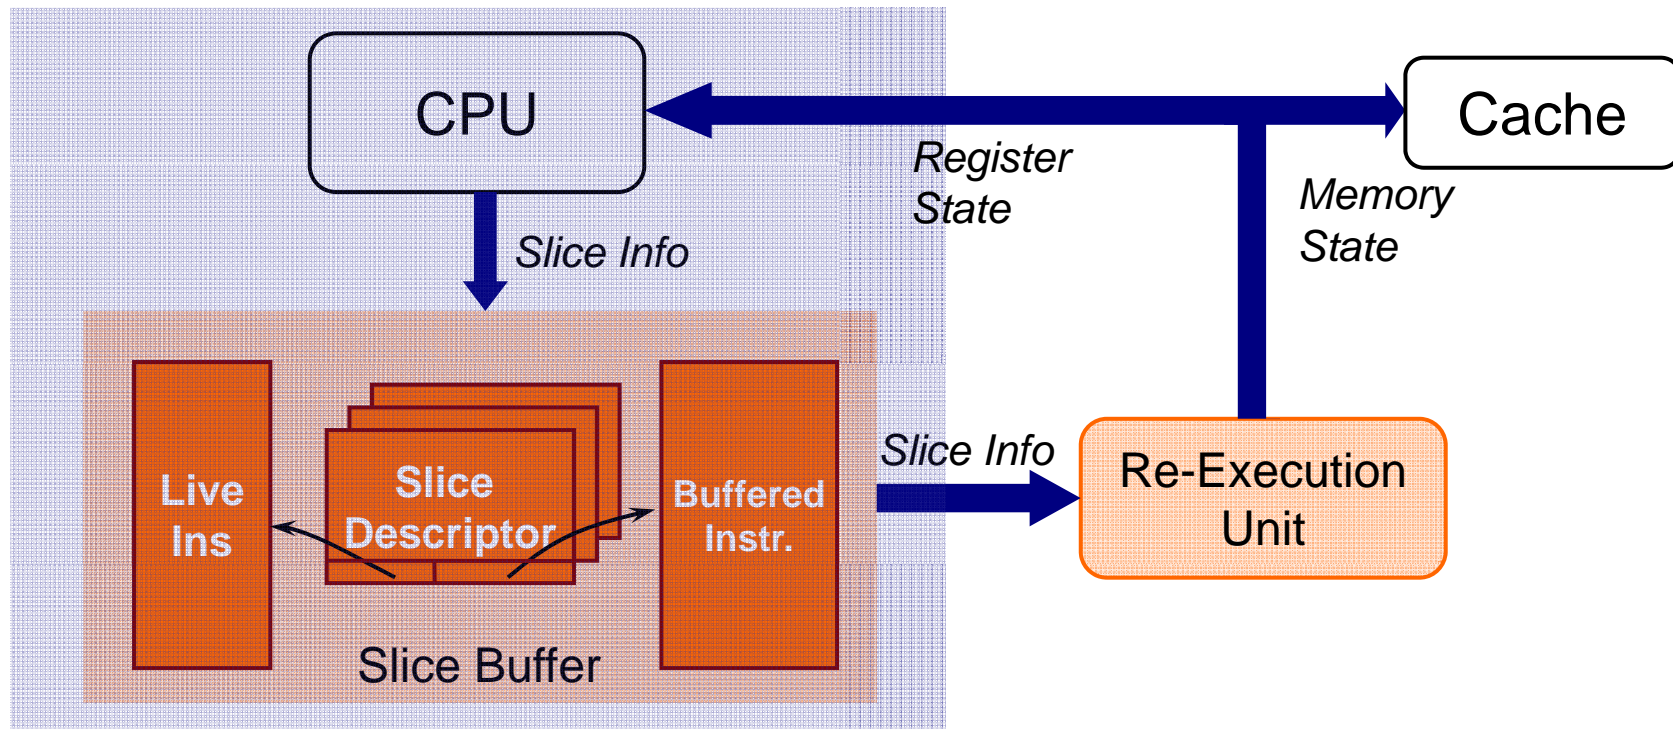 CPU
Cache
Register
State
Memory
State
Slice Info
Live
Ins
Slice
Descriptor
Buffered
Instr.
Slice Info
Re-Execution
Unit
Slice Buffer